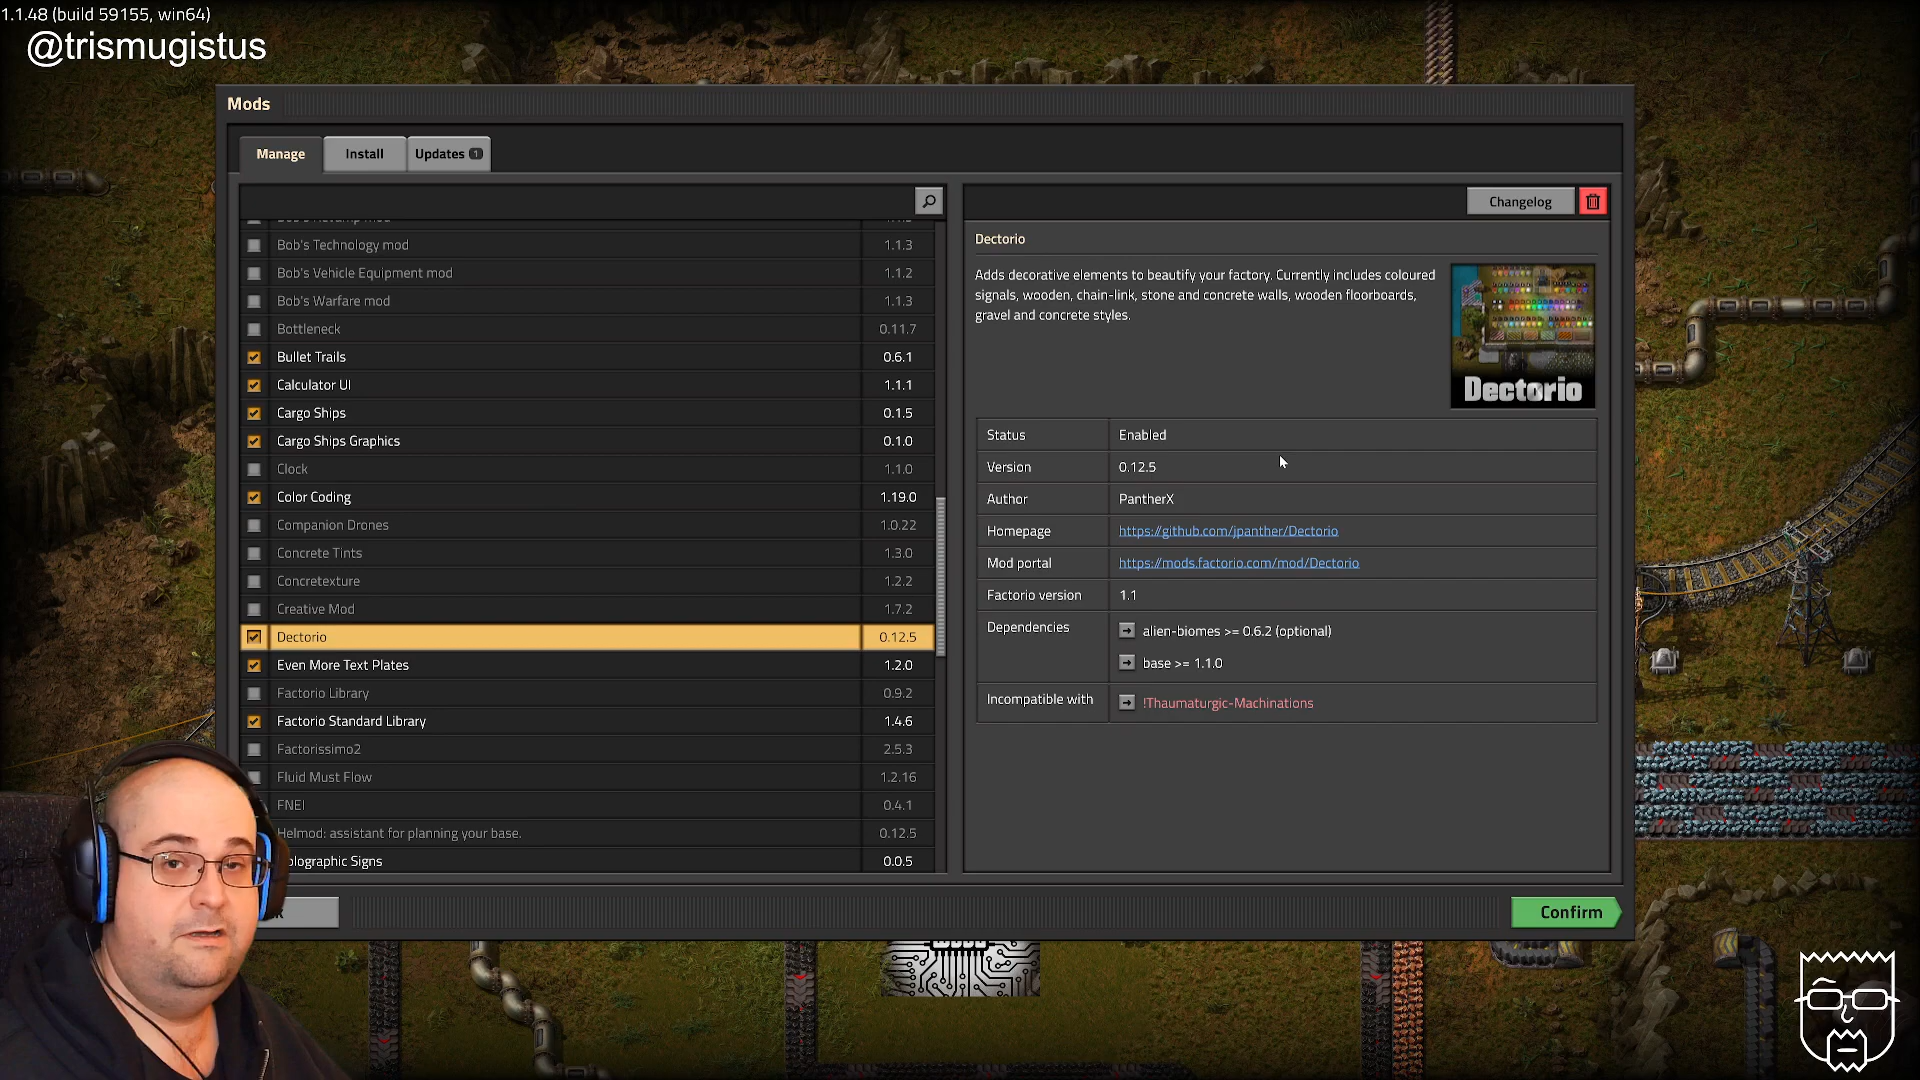 1.1.48 (build 59155, win64)
@trismugistus
Mods
Manage Install Updates 1
Changelog
Bob's Revamp mod
Bob's Technology mod 1.1.3
Bob's Vehicle Equipment mod 1.1.2
Bob's Warfare mod 1.1.3
Bottleneck 0.11.7
Bullet Trails 0.6.1
Calculator UI 1.1.1
Cargo Ships 0.1.5
Cargo Ships Graphics 0.1.0
Clock 1.1.0
Color Coding 1.19.0
Companion Drones 1.0.22
Concrete Tints 1.3.0
Concretexture 1.2.2
Creative Mod 1.7.2
Dectorio 0.12.5
Even More Text Plates 1.2.0
Factorio Library 0.9.2
Factorio Standard Library 1.4.6
Factorissimo2 2.5.3
Fluid Must Flow 1.2.16
FNEI 0.4.1
Helmod: assistant for planning your base. 0.12.5
olographic Signs 0.0.5
Dectorio
Adds decorative elements to beautify your factory. Currently includes coloured
signals, wooden, chain-link, stone and concrete walls, wooden floorboards,
gravel and concrete styles.
Dectorio
Status Enabled
Version 0.12.5
Author PantherX
Homepage https://github.com/jpanther/Dectorio
Mod portal https://mods.factorio.com/mod/Dectorio
Factorio version 1.1
Dependencies alien-biomes >= 0.6.2 (optional)
base >= 1.1.0
Incompatible with !Thaumaturgic-Machinations
Confirm